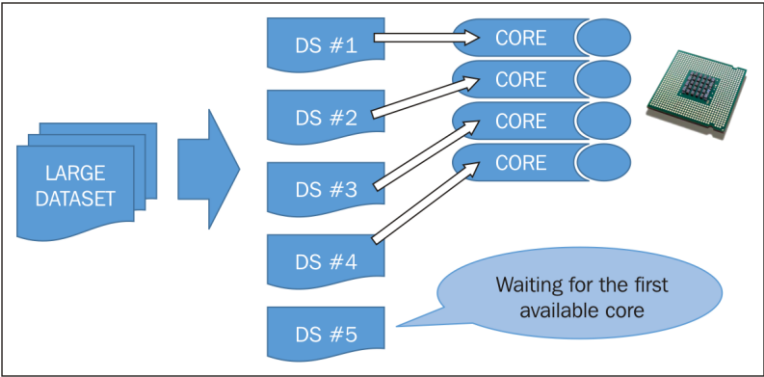 LARGE
DATASET
DS #1
DS #2
DS #3
DS #4
DS #5
CORE
CORE
CORE
CORE
Waiting for the first
available core